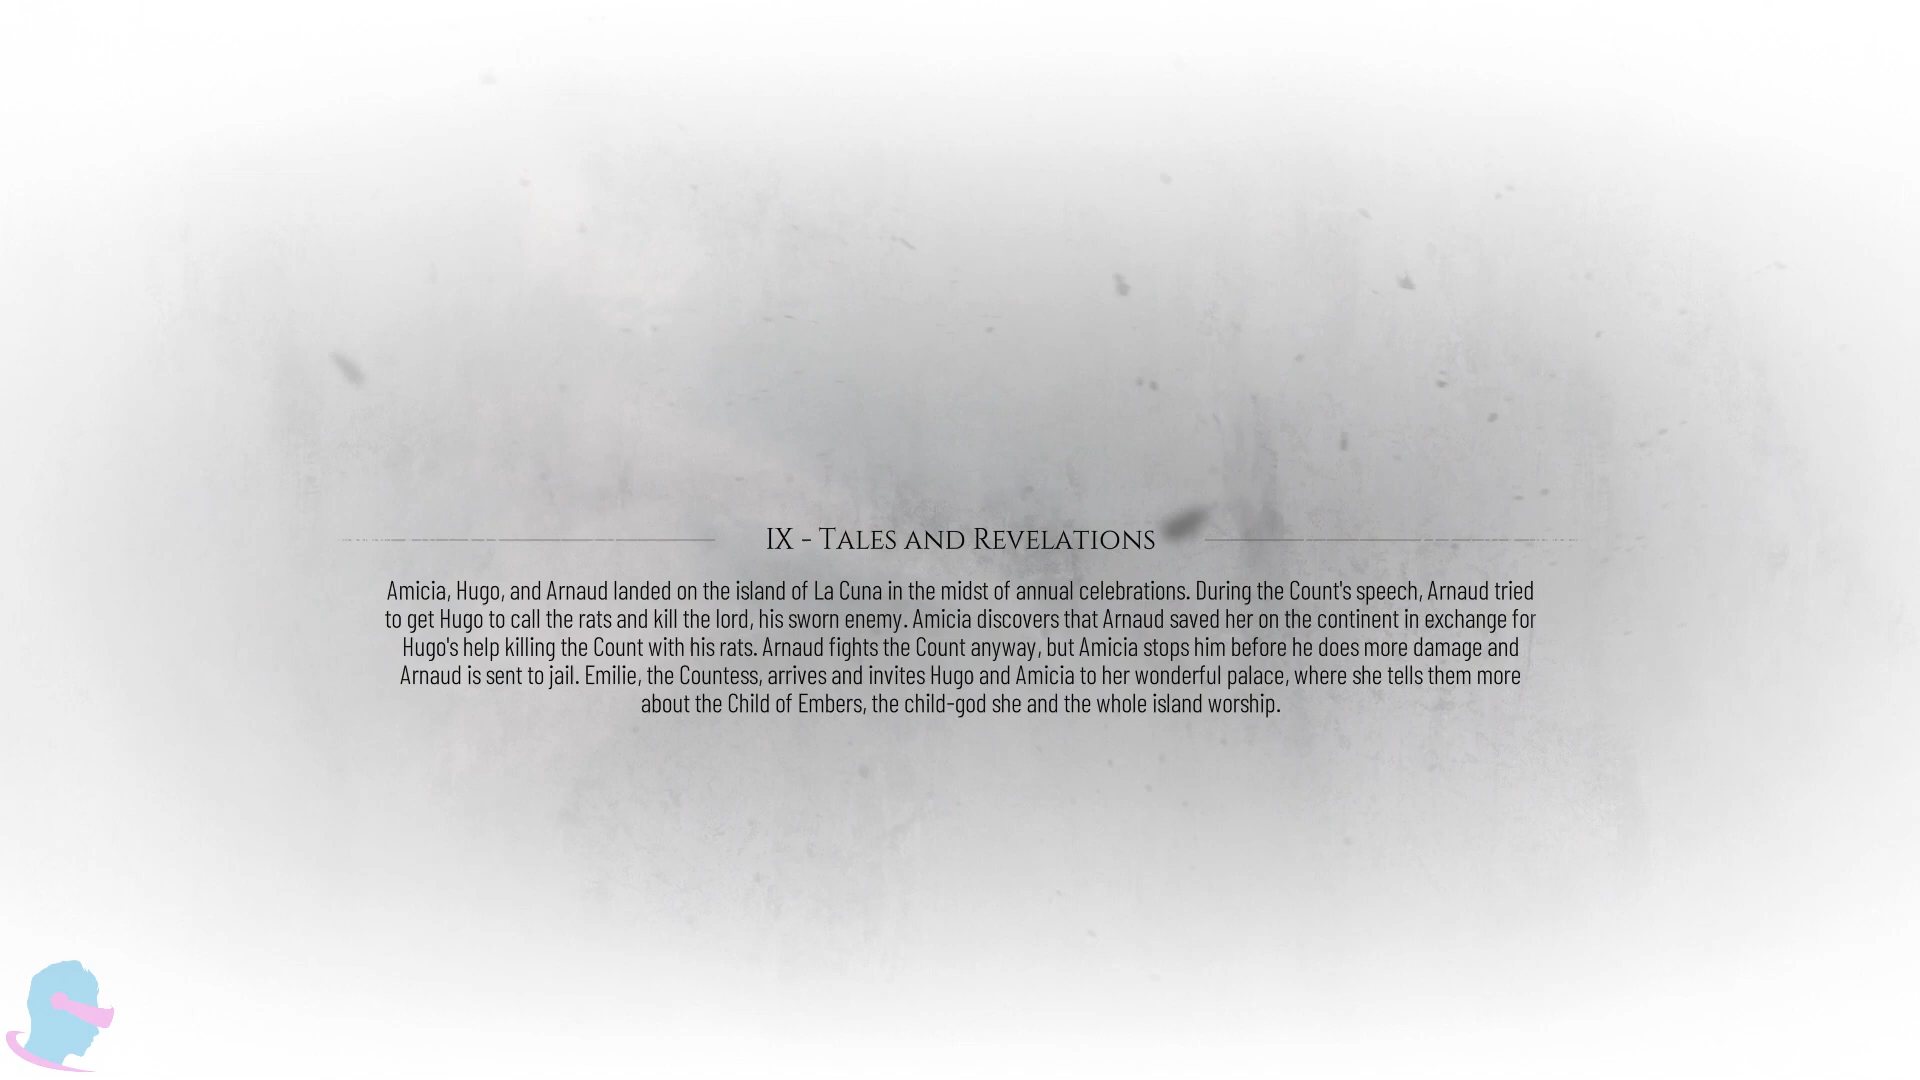 IX - Tales and Revelations
Amicia, Hugo, and Arnaud landed on the island of La Cuna in the midst of annual celebrations. During the Count's speech, Arnaud tried
to get Hugo to call the rats and kill the lord, his sworn enemy. Amicia discovers that Arnaud saved her on the continent in exchange for
Hugo's help killing the Count with his rats. Arnaud fights the Count anyway, but Amicia stops him before he does more damage and
Arnaud is sent to jail. Emilie, the Countess, arrives and invites Hugo and Amicia to her wonderful palace, where she tells them more
about the Child of Embers, the child-god she and the whole island worship.